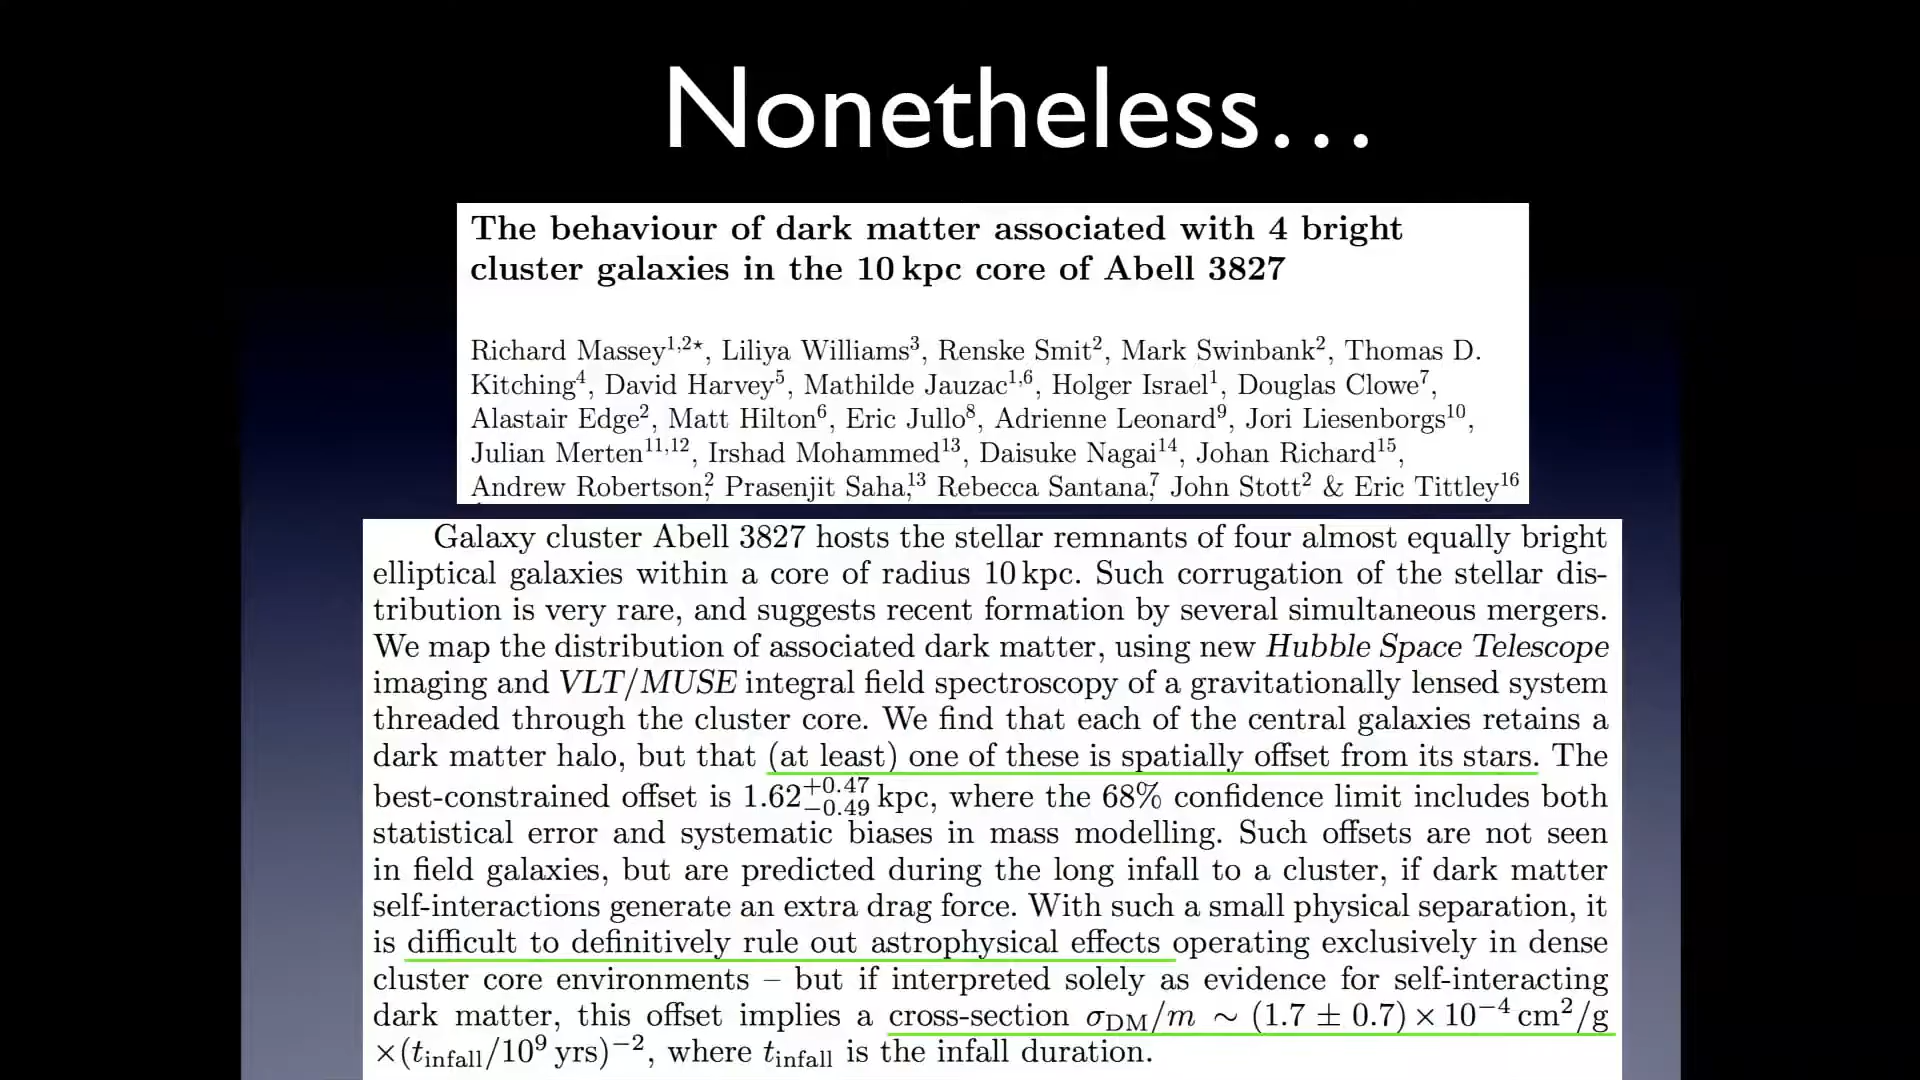 Nonetheless…
The behaviour of dark matter associated with 4 bright
cluster galaxies in the 10 kpc core of Abell 3827
Richard Massey¹,²⋆, Liliya Williams³, Renske Smit², Mark Swinbank², Thomas D.
Kitching⁴, David Harvey⁵, Mathilde Jauzac¹,⁶, Holger Israel¹, Douglas Clowe⁷,
Alastair Edge², Matt Hilton⁶, Eric Jullo⁸, Adrienne Leonard⁹, Jori Liesenborgs¹⁰,
Julian Merten¹¹,¹², Irshad Mohammed¹³, Daisuke Nagai¹⁴, Johan Richard¹⁵,
Andrew Robertson,² Prasenjit Saha,¹³ Rebecca Santana,⁷ John Stott² & Eric Tittley¹⁶
Galaxy cluster Abell 3827 hosts the stellar remnants of four almost equally bright
elliptical galaxies within a core of radius 10 kpc. Such corrugation of the stellar dis-
tribution is very rare, and suggests recent formation by several simultaneous mergers.
We map the distribution of associated dark matter, using new Hubble Space Telescope
imaging and VLT/MUSE integral field spectroscopy of a gravitationally lensed system
threaded through the cluster core. We find that each of the central galaxies retains a
dark matter halo, but that (at least) one of these is spatially offset from its stars. The
best-constrained offset is 1.62+0.47−0.49 kpc, where the 68% confidence limit includes both
statistical error and systematic biases in mass modelling. Such offsets are not seen
in field galaxies, but are predicted during the long infall to a cluster, if dark matter
self-interactions generate an extra drag force. With such a small physical separation, it
is difficult to definitively rule out astrophysical effects operating exclusively in dense
cluster core environments – but if interpreted solely as evidence for self-interacting
dark matter, this offset implies a cross-section σDM/m ∼ (1.7 ± 0.7) × 10⁻⁴ cm²/g
×(tinfall/10⁹ yrs)⁻², where tinfall is the infall duration.